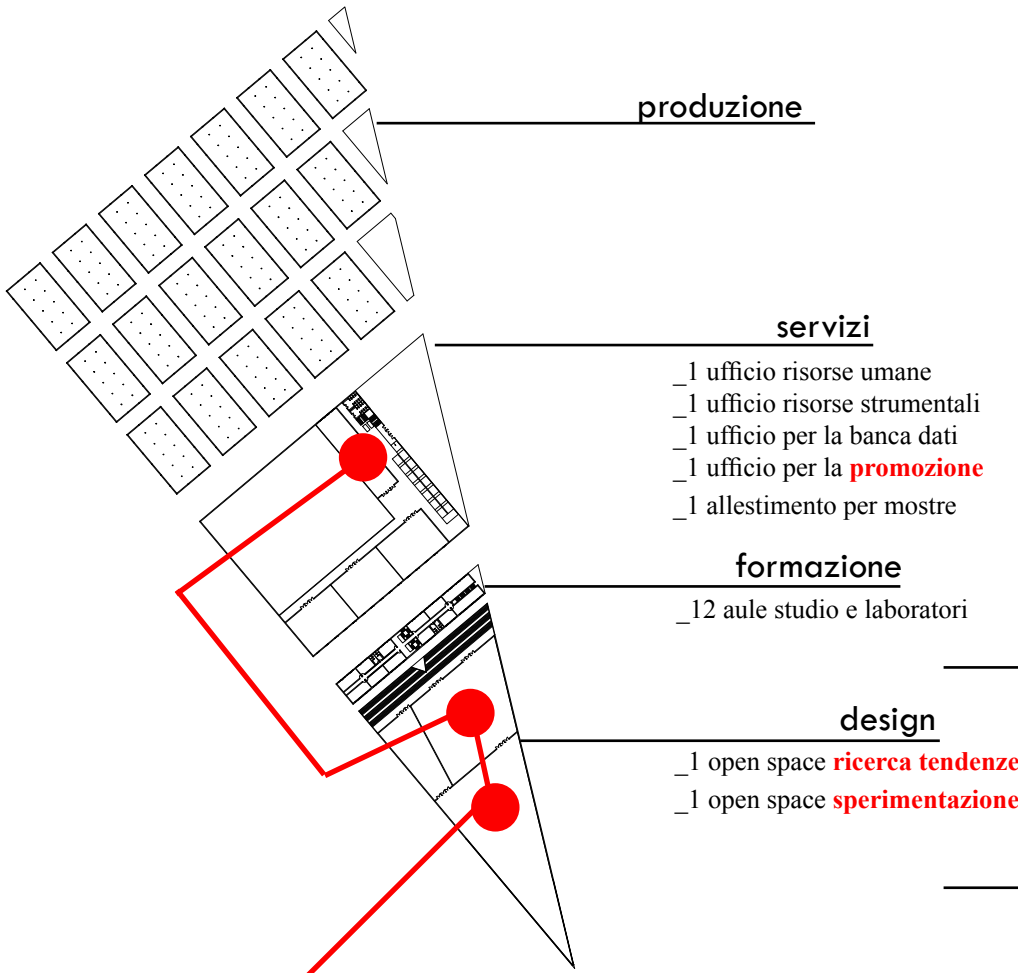 produzione
servizi
_1 ufficio risorse umane
_1 ufficio risorse strumentali
_1 ufficio per la banca dati
_1 ufficio per la promozione
_1 allestimento per mostre
formazione
_12 aule studio e laboratori
design
_1 open space ricerca tendenze
_1 open space sperimentazione